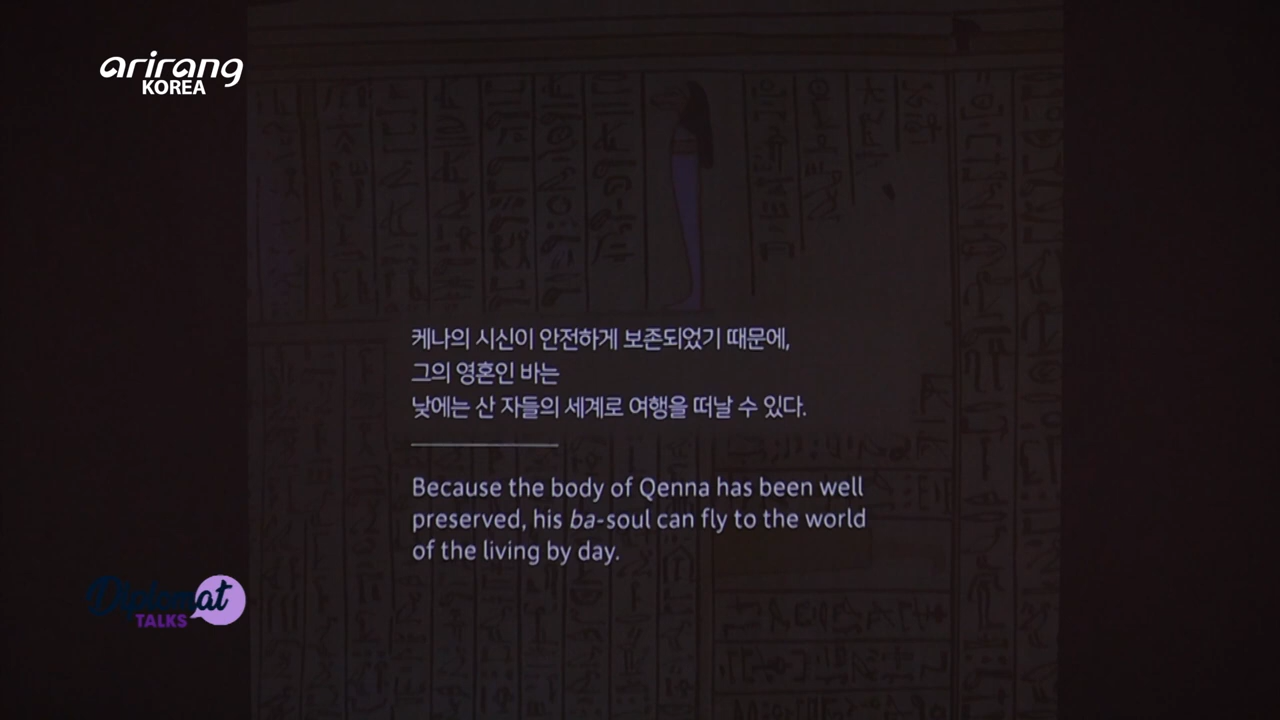 arirang
KOREA
케나의 시신이 안전하게 보존되었기 때문에,
그의 영혼인 바는
낮에는 산 자들의 세계로 여행을 떠날 수 있다.
Because the body of Qenna has been well
preserved, his ba-soul can fly to the world
of the living by day.
Diplomat
TALKS